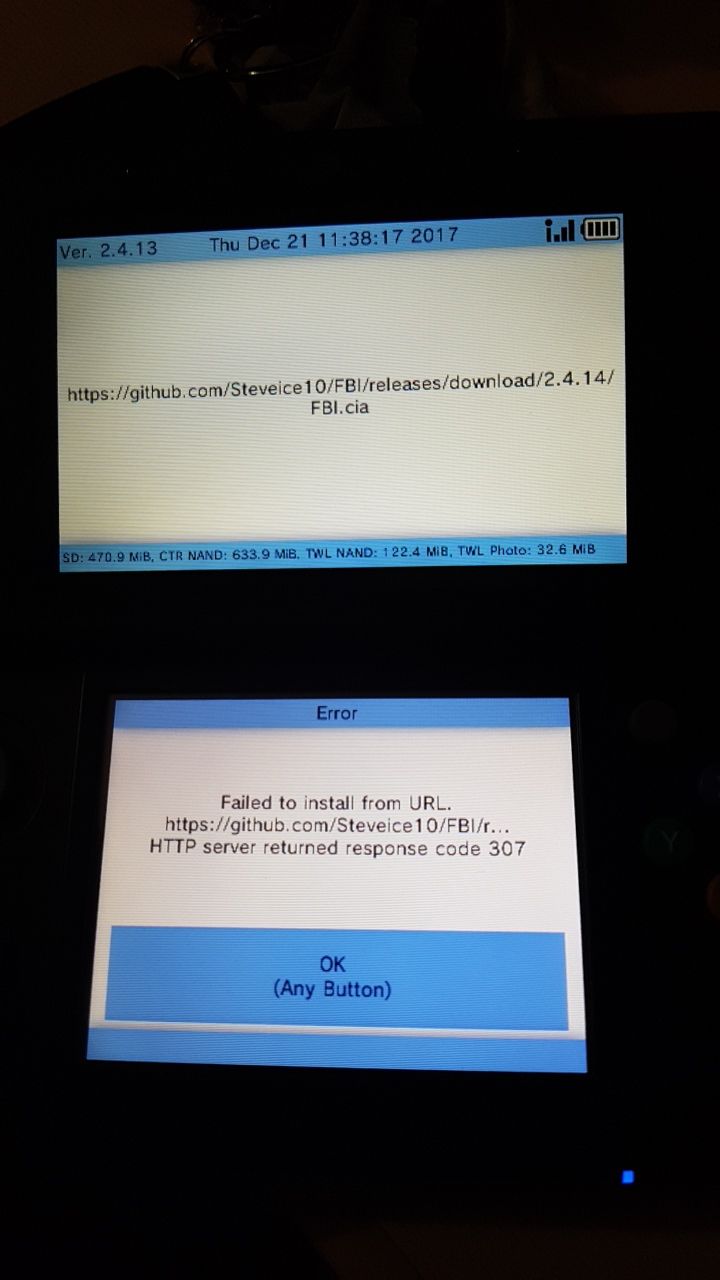 Ver. 2.4.13 Thu Dec 21 11:38:17 2017
https://github.com/Steveice10/FBI/releases/download/2.4.14/
FBI.cia
SD: 470.9 MiB, CTR NAND: 633.9 MiB, TWL NAND: 122.4 MiB, TWL Photo: 32.6 MiB
Error
Failed to install from URL.
https://github.com/Steveice10/FBI/r...
HTTP server returned response code 307
OK
(Any Button)
Y